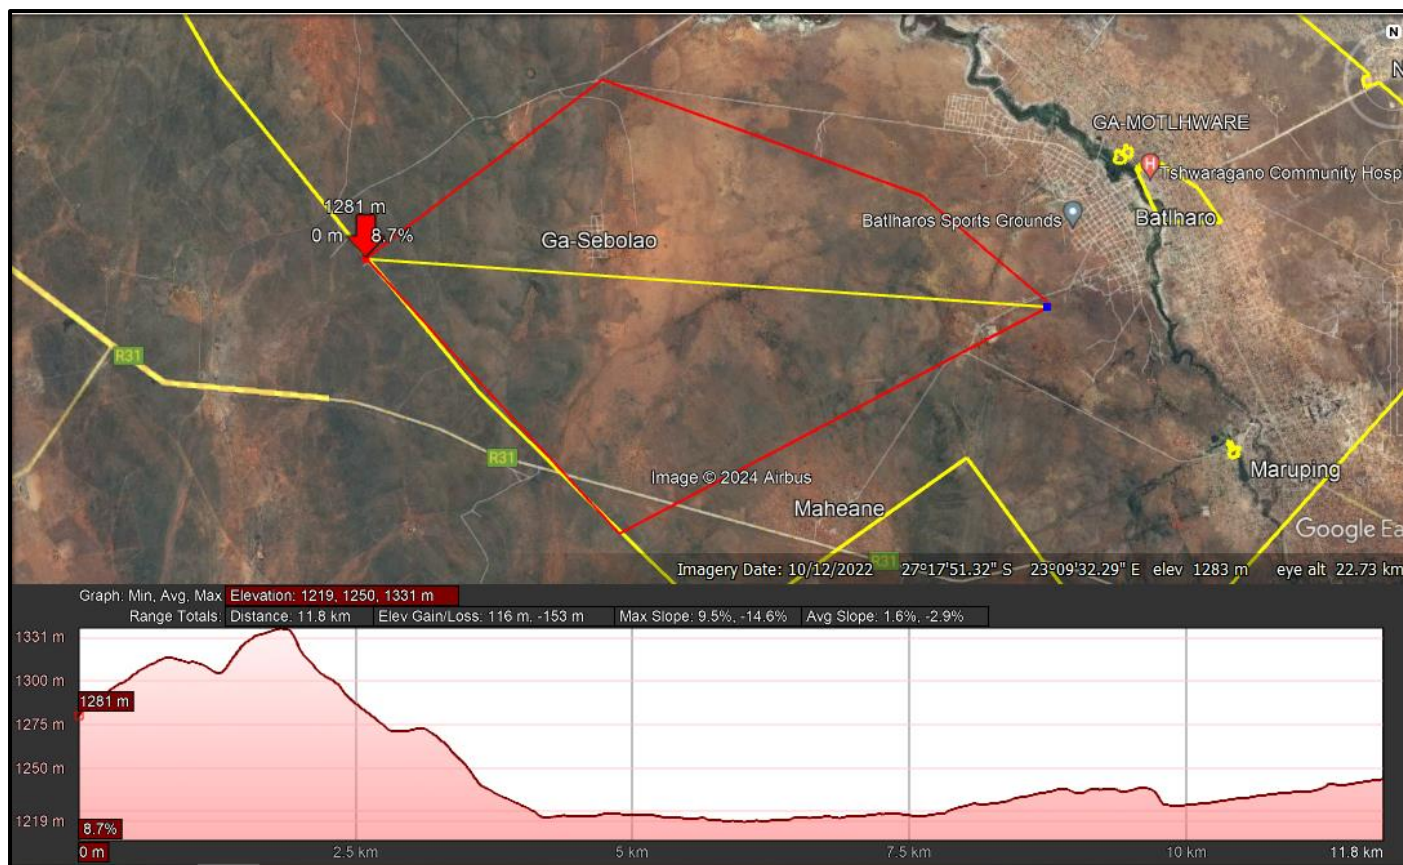 N
N
GA-MOTLHWARE
H
Tshwaragano Community Hospi
1281 m
0 m
8.7%
Ga-Sebolao
Batlharos Sports Grounds
Batlharo
R31
R31
Image © 2024 Airbus
Maruping
Maheane
Google Ea
R31
Imagery Date: 10/12/2022 27°17'51.32" S 23°09'32.29" E elev 1283 m eye alt 22.73 km
Graph: Min, Avg, Max Elevation: 1219, 1250, 1331 m
Range Totals: Distance: 11.8 km Elev Gain/Loss: 116 m, -153 m Max Slope: 9.5%, -14.6% Avg Slope: 1.6%, -2.9%
1331 m
1300 m
1281 m
1275 m
1250 m
1219 m
8.7%
0 m 2.5 km 5 km 7.5 km 10 km 11.8 km